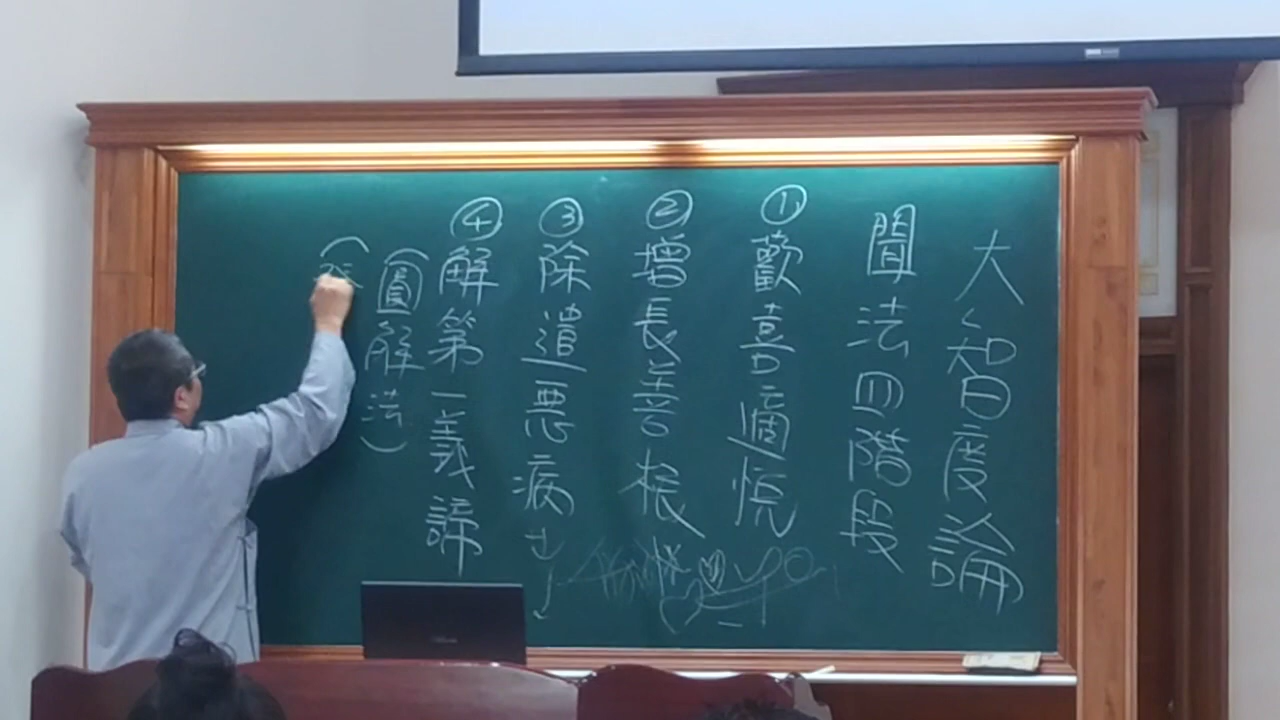 大智度論
聞法四階段
①歡喜適悅
②增長善根
③除遣惡病
④解第一義諦
(圓解法)
(